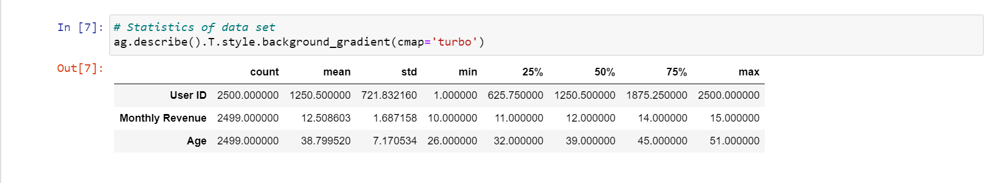 In [7]: # Statistics of data set
ag.describe().T.style.background_gradient(cmap='turbo')
Out[7]:
count mean std min 25% 50% 75% max
User ID 2500.000000 1250.500000 721.832160 1.000000 625.750000 1250.500000 1875.250000 2500.000000
Monthly Revenue 2499.000000 12.508603 1.687158 10.000000 11.000000 12.000000 14.000000 15.000000
Age 2499.000000 38.799520 7.170534 26.000000 32.000000 39.000000 45.000000 51.000000